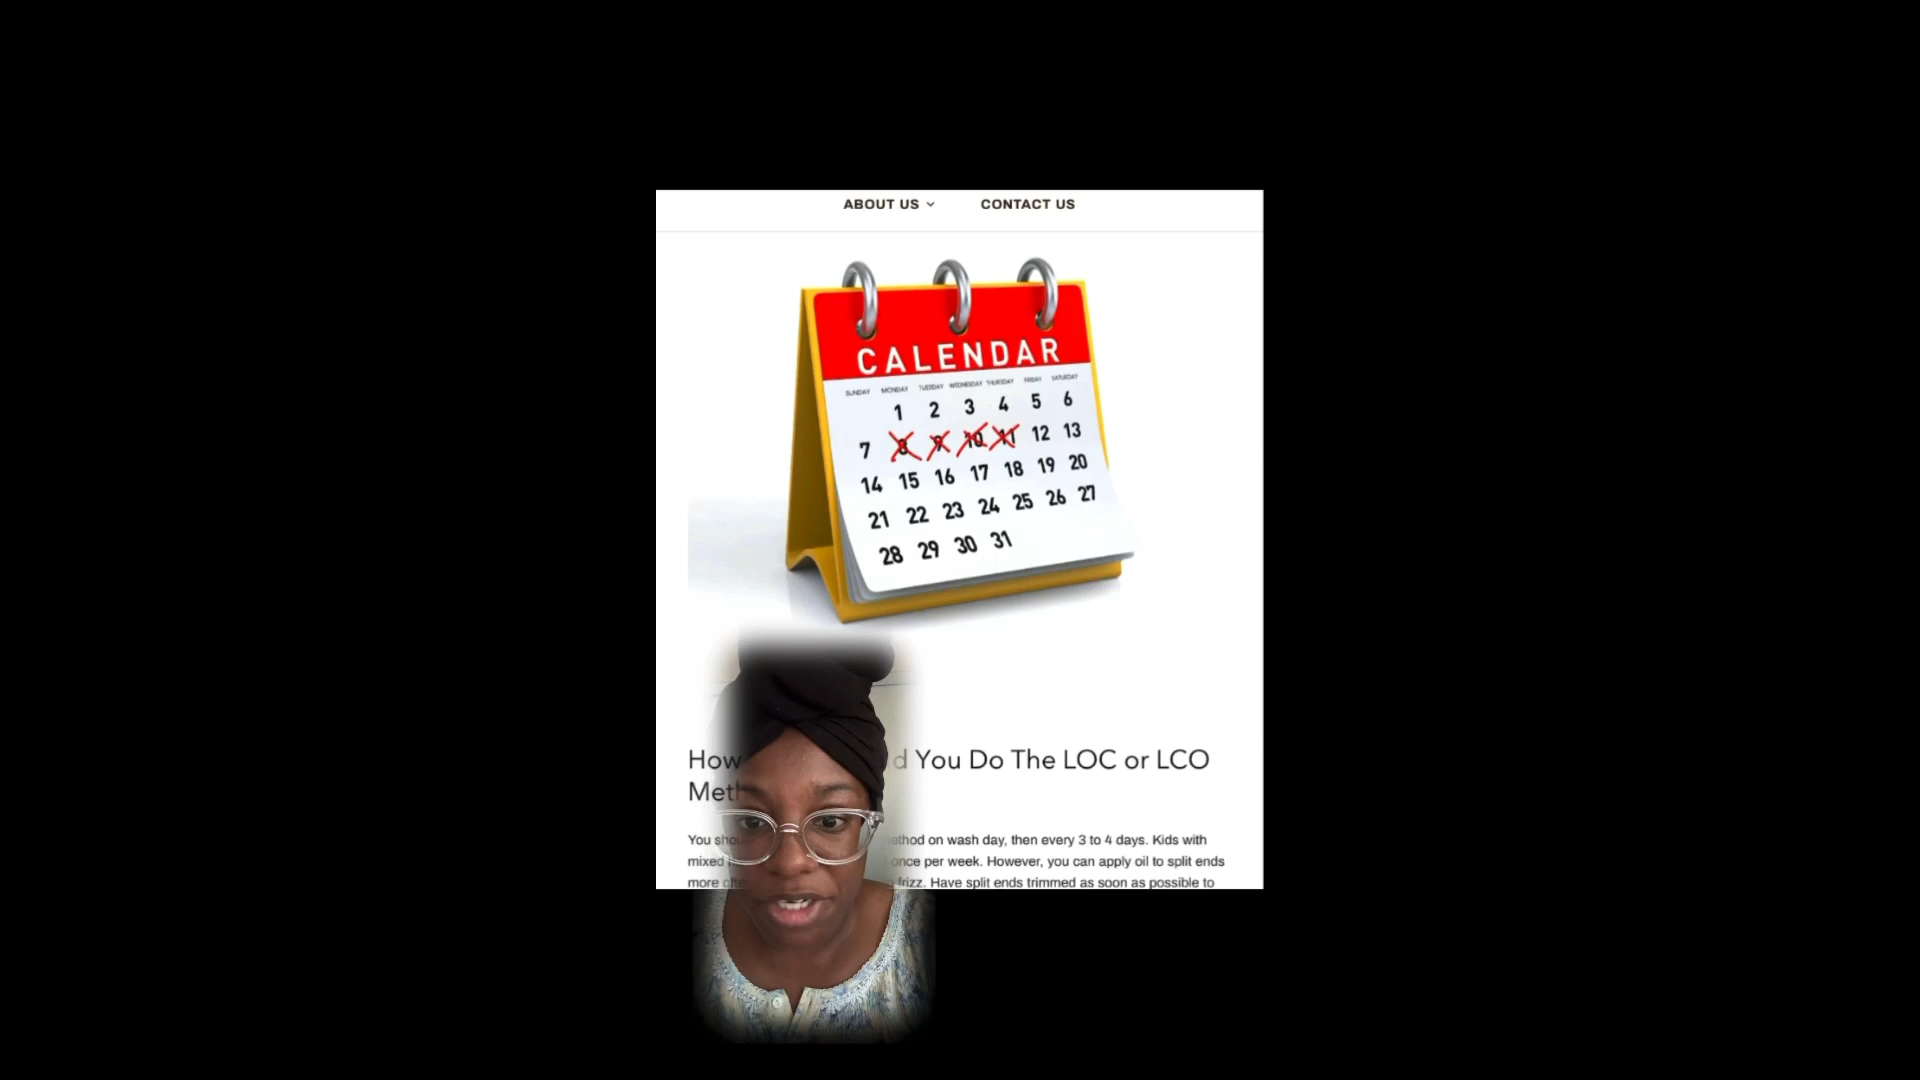 ABOUT US CONTACT US
CALENDAR
SUNDAY MONDAY TUESDAY WEDNESDAY THURSDAY FRIDAY SATURDAY
1 2 3 4 5 6
7 8 9 10 11 12 13
14 15 16 17 18 19 20
21 22 23 24 25 26 27
28 29 30 31
How You Do The LOC or LCO
You on wash day, then every 3 to 4 days. Kids with
mixed once per week. However, you can apply oil to split ends
more frizz. Have split ends trimmed as soon as possible to